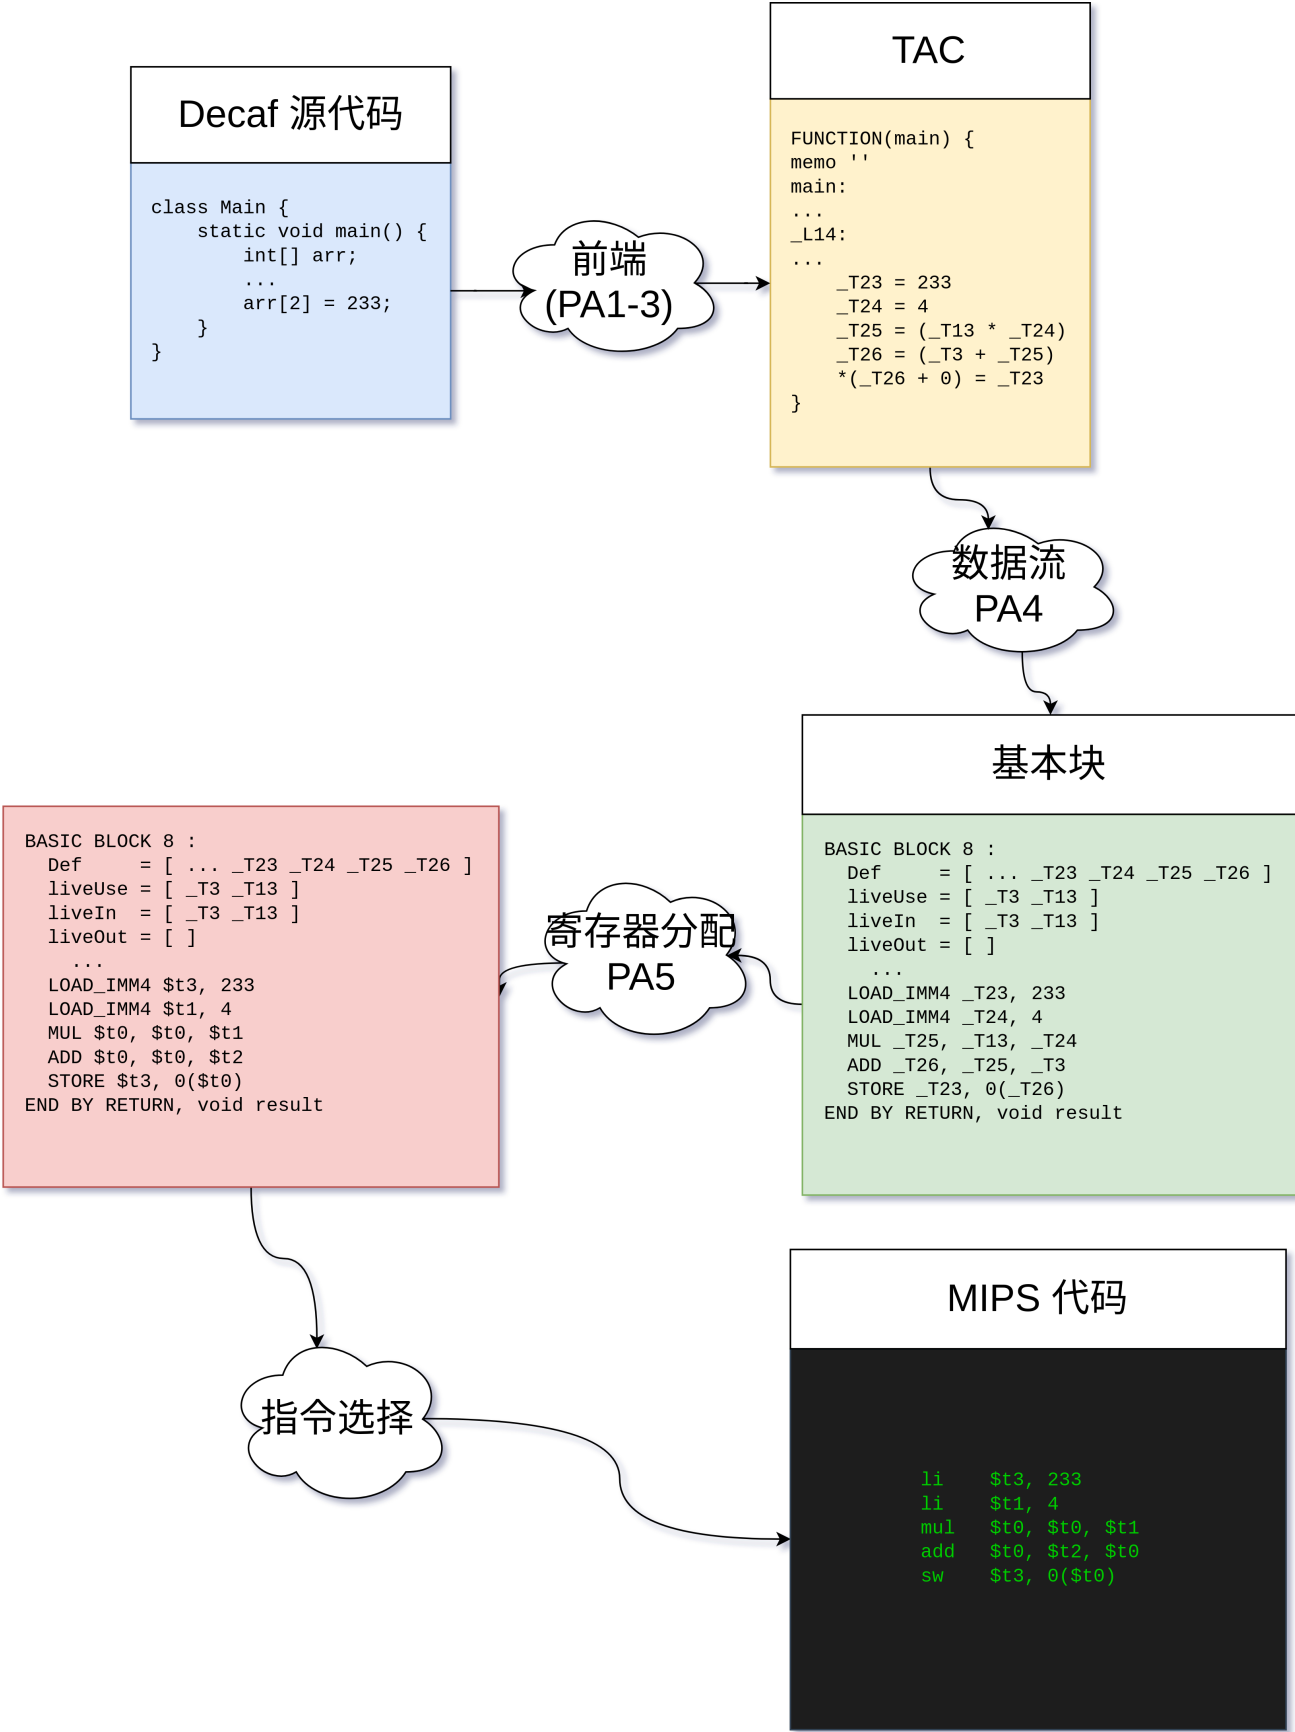 Decaf 源代码
class Main {
    static void main() {
        int[] arr;
        ...
        arr[2] = 233;
    }
}
前端
(PA1-3)
TAC
FUNCTION(main) {
memo ''
main:
...
_L14:
...
    _T23 = 233
    _T24 = 4
    _T25 = (_T13 * _T24)
    _T26 = (_T3 + _T25)
    *(_T26 + 0) = _T23
}
数据流
PA4
基本块
BASIC BLOCK 8 :
  Def     = [ ... _T23 _T24 _T25 _T26 ]
  liveUse = [ _T3 _T13 ]
  liveIn  = [ _T3 _T13 ]
  liveOut = [ ]
    ...
  LOAD_IMM4 _T23, 233
  LOAD_IMM4 _T24, 4
  MUL _T25, _T13, _T24
  ADD _T26, _T25, _T3
  STORE _T23, 0(_T26)
END BY RETURN, void result
寄存器分配
PA5
BASIC BLOCK 8 :
  Def     = [ ... _T23 _T24 _T25 _T26 ]
  liveUse = [ _T3 _T13 ]
  liveIn  = [ _T3 _T13 ]
  liveOut = [ ]
    ...
  LOAD_IMM4 $t3, 233
  LOAD_IMM4 $t1, 4
  MUL $t0, $t0, $t1
  ADD $t0, $t0, $t2
  STORE $t3, 0($t0)
END BY RETURN, void result
指令选择
MIPS 代码
li    $t3, 233
li    $t1, 4
mul   $t0, $t0, $t1
add   $t0, $t2, $t0
sw    $t3, 0($t0)